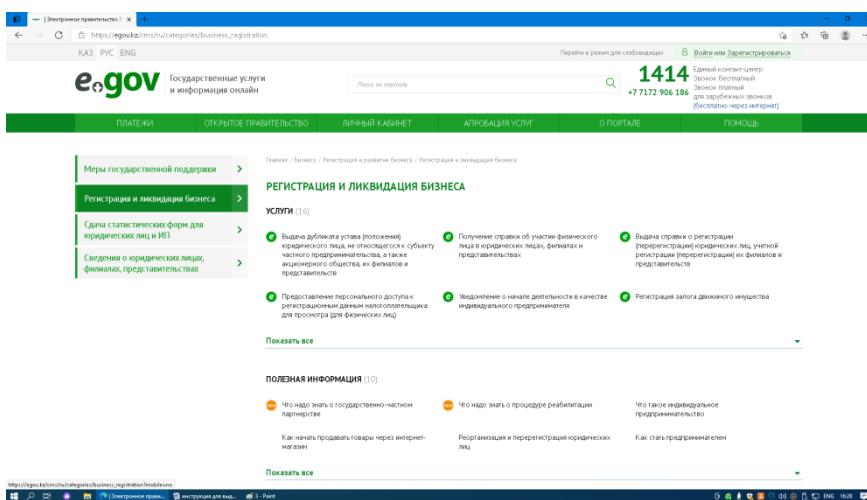 | Электронное правительство Р
https://egov.kz/cms/ru/categories/business_registration
ҚАЗ РУС ENG
Перейти в режим для слабовидящих
Войти или Зарегистрироваться
egov
Государственные услуги
и информация онлайн
Поиск по порталу
1414
+7 7172 906 186
Единый контакт-центр
Звонок бесплатный
Звонок платный
для зарубежных звонков
(бесплатно через интернет)
ПЛАТЕЖИ
ОТКРЫТОЕ ПРАВИТЕЛЬСТВО
ЛИЧНЫЙ КАБИНЕТ
АПРОБАЦИЯ УСЛУГ
О ПОРТАЛЕ
ПОМОЩЬ
Меры государственной поддержки
Регистрация и ликвидация бизнеса
Сдача статистических форм для
юридических лиц и ИП
Сведения о юридических лицах,
филиалах, представительствах
Главная / Бизнесу / Регистрация и развитие бизнеса / Регистрация и ликвидация бизнеса
РЕГИСТРАЦИЯ И ЛИКВИДАЦИЯ БИЗНЕСА
УСЛУГИ (16)
Выдача дубликата устава (положения)
юридического лица, не относящегося к субъекту
частного предпринимательства, а также
акционерного общества, их филиалов и
представительств
Получение справки об участии физического
лица в юридических лицах, филиалах и
представительствах
Выдача справки о регистрации
(перерегистрации) юридических лиц, учетной
регистрации (перерегистрации) их филиалов и
представительств
Предоставление персонального доступа к
регистрационным данным налогоплательщика
для просмотра (для физических лиц)
Уведомление о начале деятельности в качестве
индивидуального предпринимателя
Регистрация залога движимого имущества
Показать все
ПОЛЕЗНАЯ ИНФОРМАЦИЯ (10)
Что надо знать о государственно-частном
партнерстве
Что надо знать о процедуре реабилитации
Что такое индивидуальное
предпринимательство
Как начать продавать товары через интернет-
магазин
Реорганизация и перерегистрация юридических
лиц
Как стать предпринимателем
Показать все
https://egov.kz/cms/ru/categories/business_registration?mobile=no
| Электронное прави...
инструкция для выд...
3 - Paint
ENG
16:28